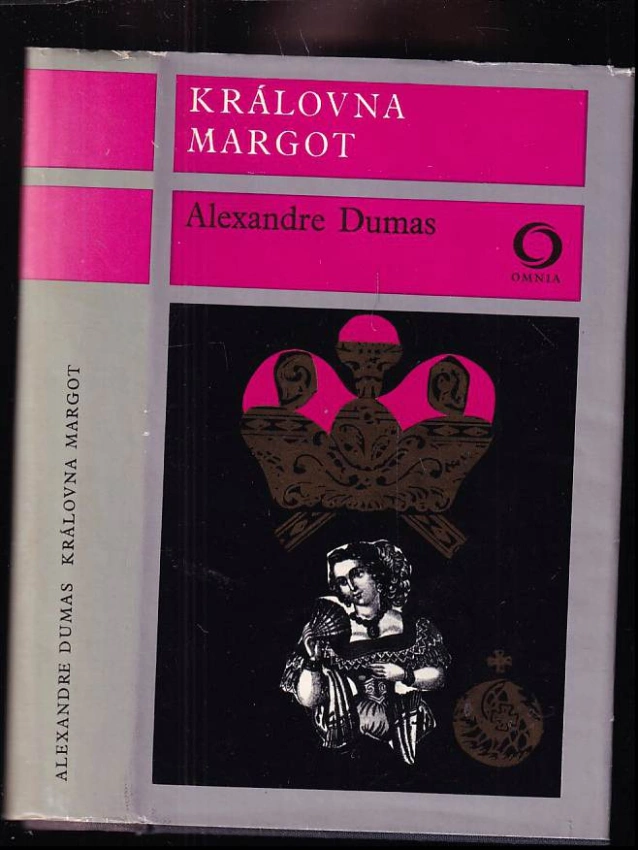 KRÁLOVNA
MARGOT
Alexandre Dumas
OMNIA
ALEXANDRE DUMAS KRÁLOVNA MARGOT